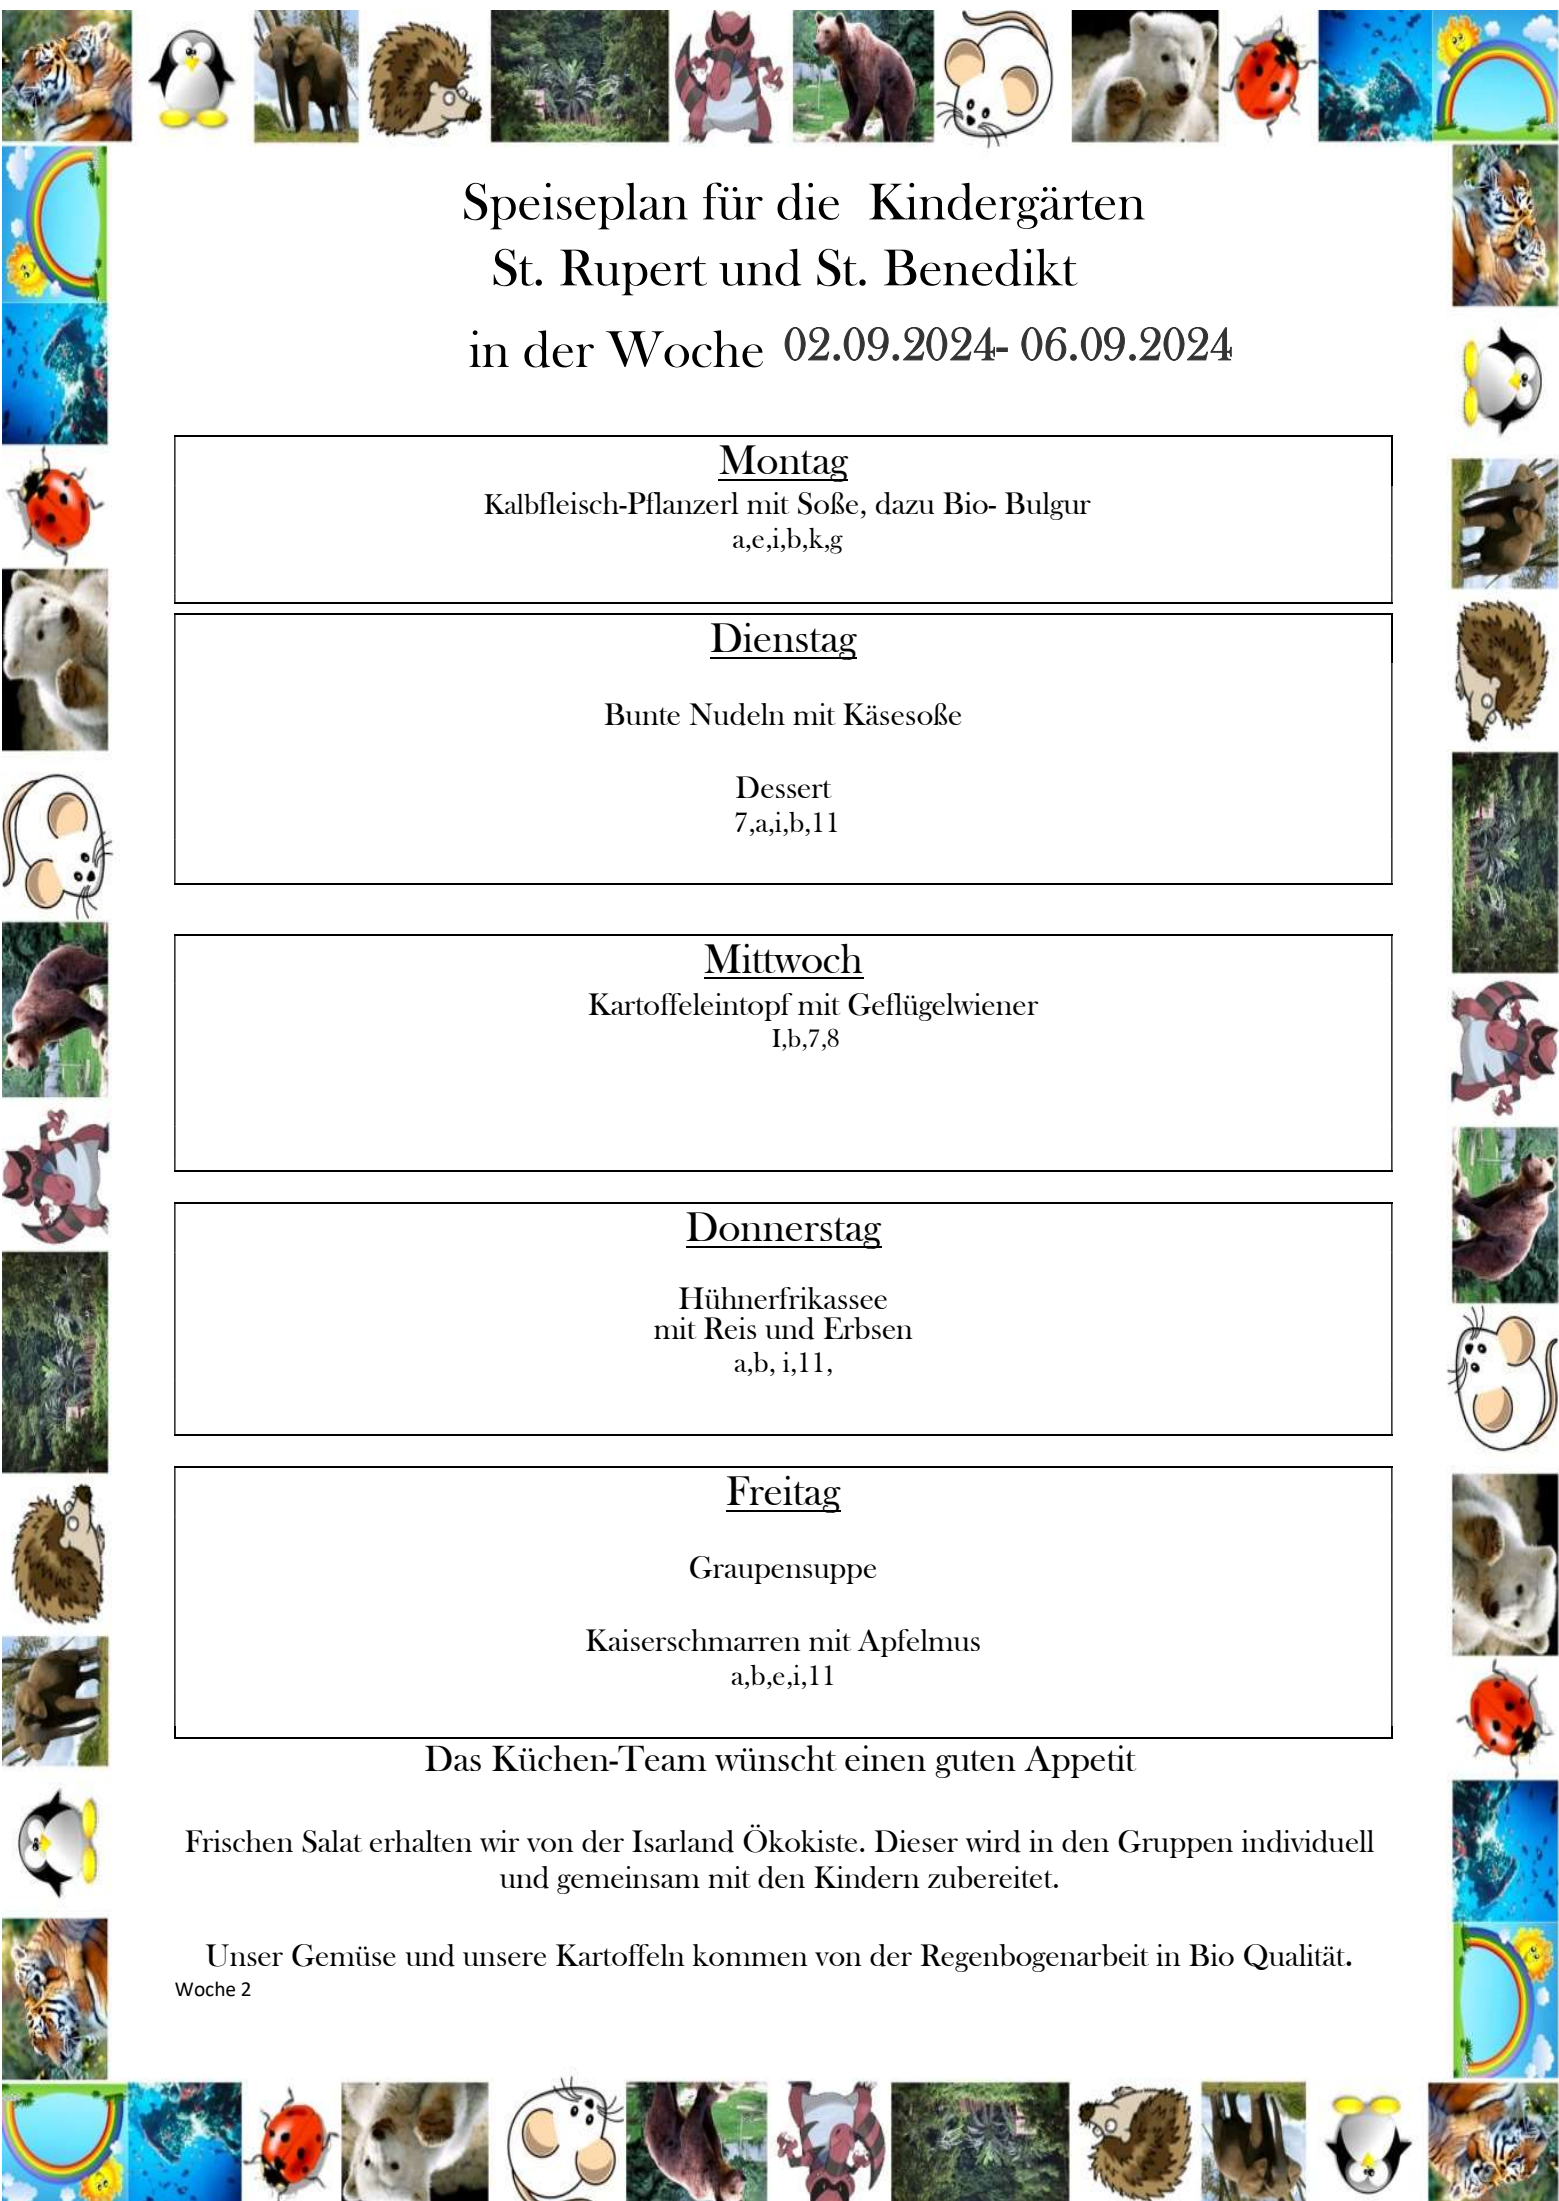 Speiseplan für die Kindergärten
St. Rupert und St. Benedikt
in der Woche 02.09.2024- 06.09.2024
Montag
Kalbfleisch-Pflanzerl mit Soße, dazu Bio- Bulgur
a,e,i,b,k,g
Dienstag
Bunte Nudeln mit Käsesoße
Dessert
7,a,i,b,11
Mittwoch
Kartoffeleintopf mit Geflügelwiener
I,b,7,8
Donnerstag
Hühnerfrikassee
mit Reis und Erbsen
a,b, i,11,
Freitag
Graupensuppe
Kaiserschmarren mit Apfelmus
a,b,e,i,11
Das Küchen-Team wünscht einen guten Appetit
Frischen Salat erhalten wir von der Isarland Ökokiste. Dieser wird in den Gruppen individuell
und gemeinsam mit den Kindern zubereitet.
Unser Gemüse und unsere Kartoffeln kommen von der Regenbogenarbeit in Bio Qualität.
Woche 2